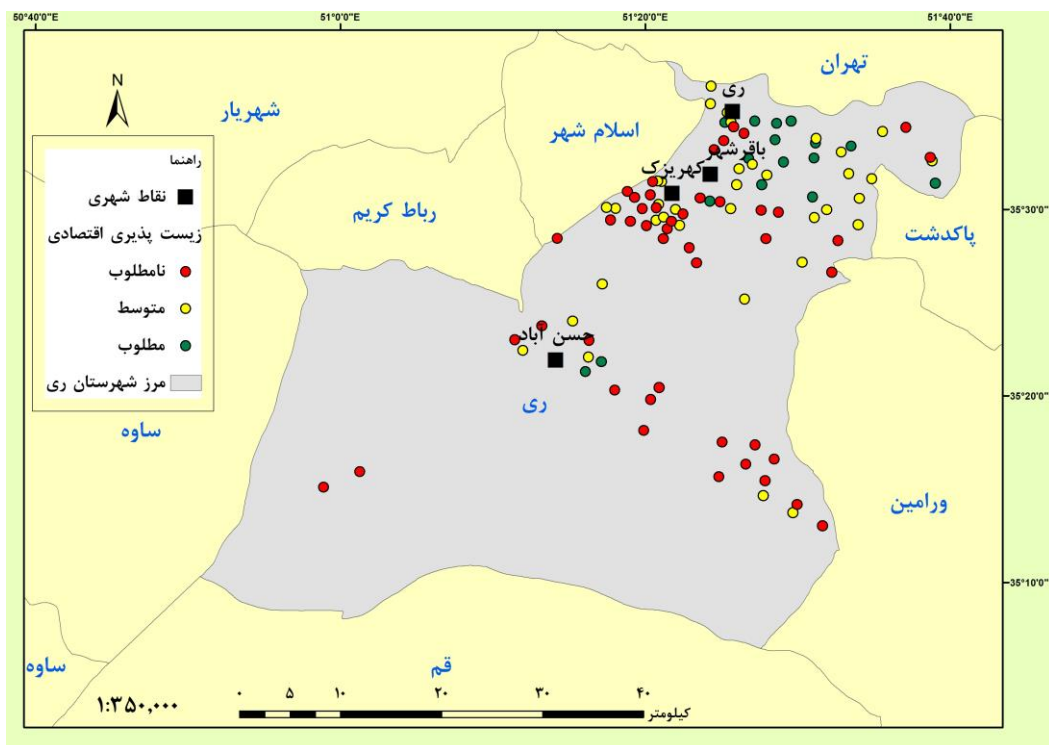 50°40'0"E
51°0'0"E
51°20'0"E
51°40'0"E
N
تهران
ری
شهریار
اسلام شهر
باقرشهر
کهریزک
راهنما
نقاط شهری
زیست پذیری اقتصادی
نامطلوب
متوسط
مطلوب
مرز شهرستان ری
رباط کریم
پاکدشت
35°30'0"
حسن آباد
35°20'0"
ری
ساوه
ورامین
35°10'0"
ساوه
قم
۱:۳۵۰,۰۰۰
۰ ۵ ۱۰ ۲۰ ۳۰ ۴۰
کیلومتر